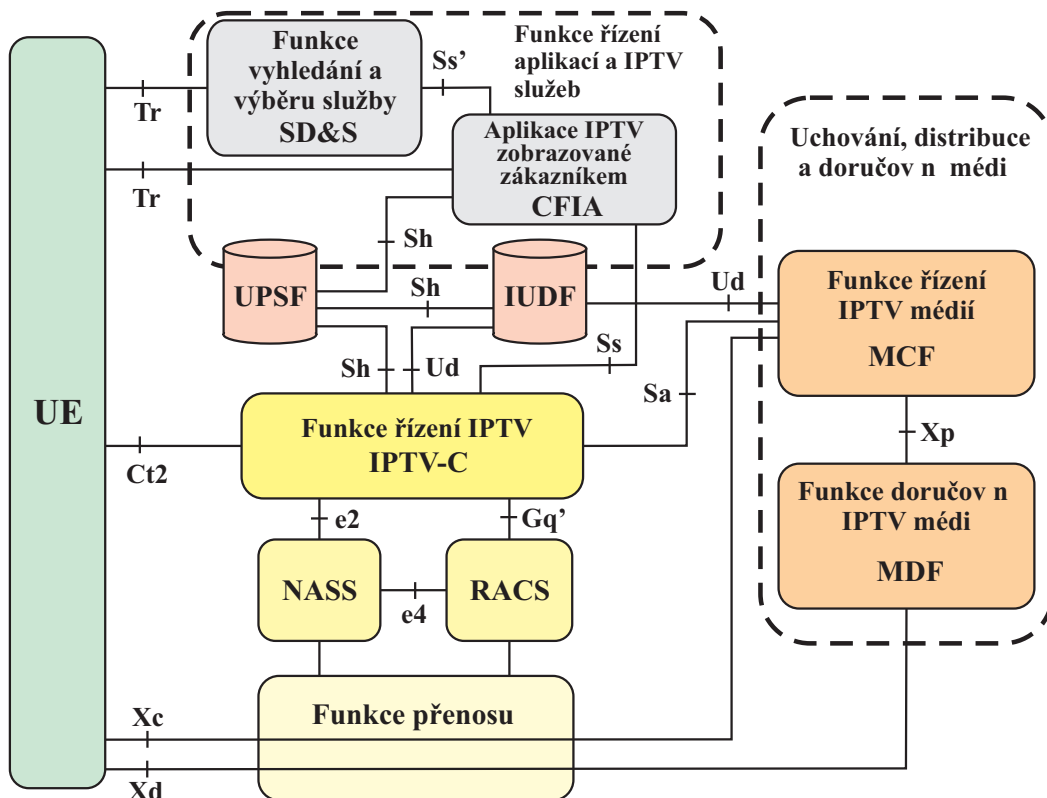 Funkce
vyhledání a
výběru služby
SD&S
Ss’
Funkce řízení
aplikací a IPTV
služeb
Tr
Aplikace IPTV
zobrazované
zákazníkem
CFIA
Tr
Uchování, distribuce
a doručov n médi
Sh
UPSF
Sh
IUDF
Ud
Funkce řízení
IPTV médií
MCF
Sh
Ud
Ss
Sa
UE
Funkce řízení IPTV
IPTV-C
Ct2
Xp
e2
Gq’
Funkce doručov n
IPTV médi
MDF
NASS
e4
RACS
Funkce přenosu
Xc
Xd